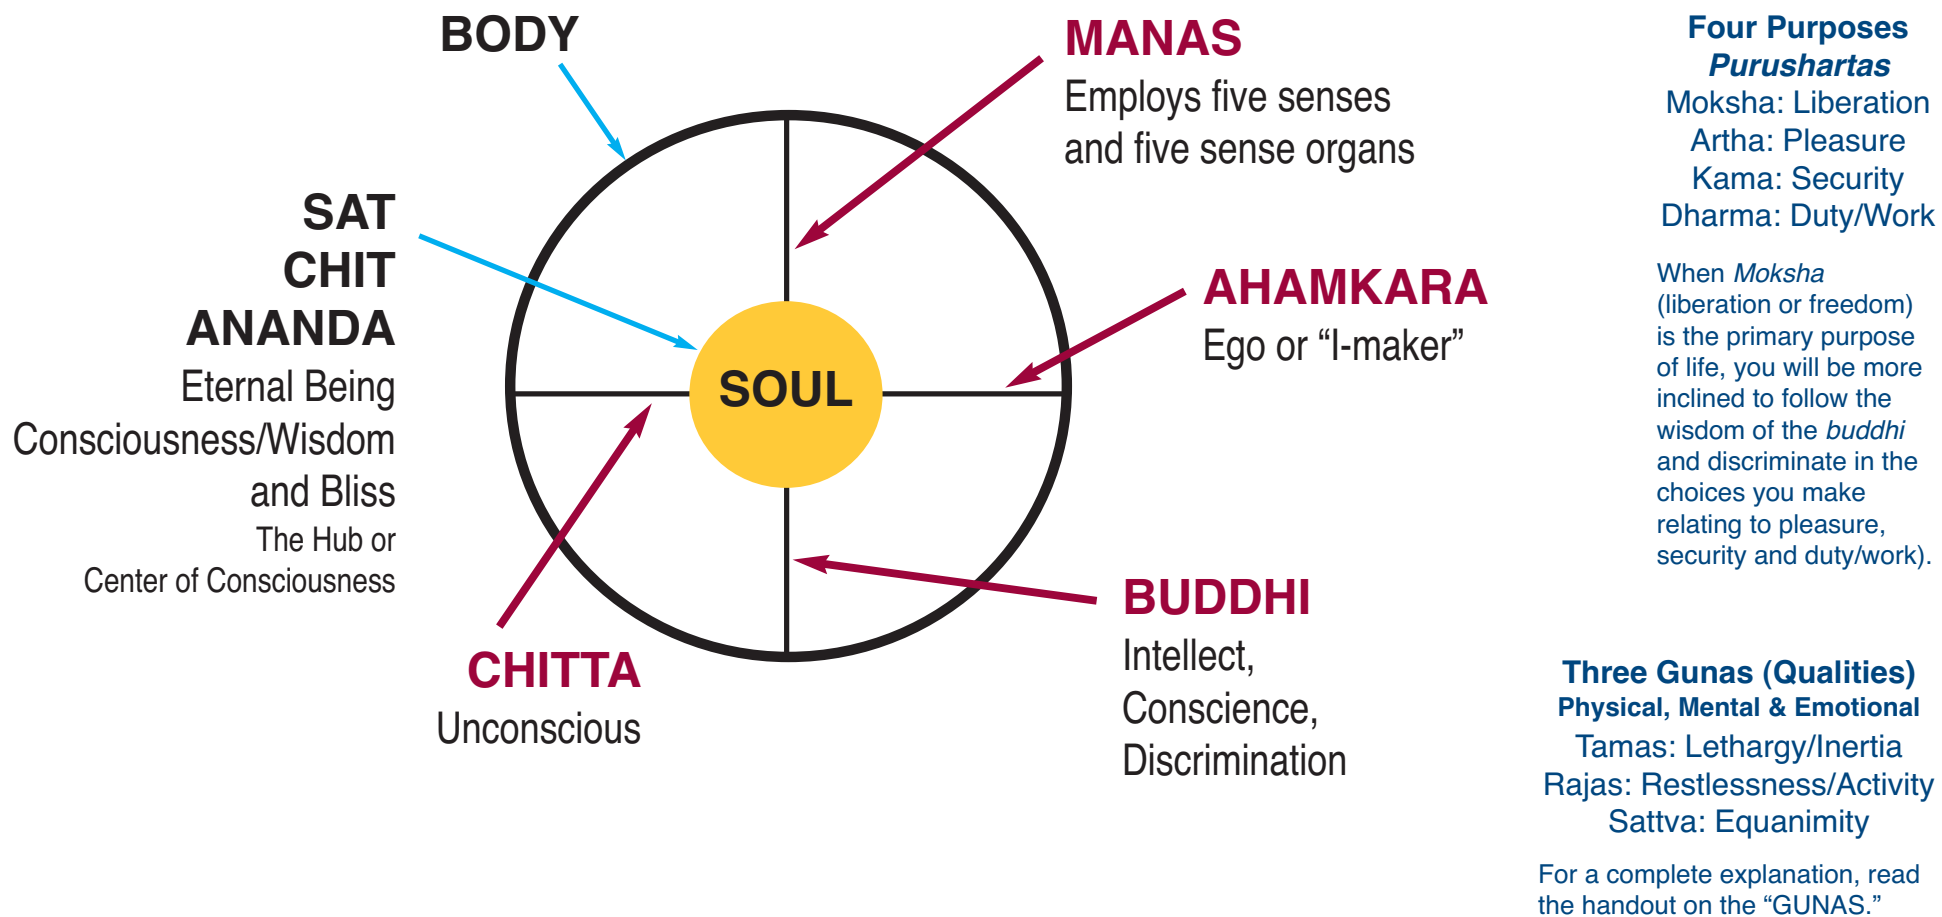 BODY
SAT
CHIT
ANANDA
Eternal Being
Consciousness/Wisdom
and Bliss
The Hub or
Center of Consciousness
CHITTA
Unconscious
SOUL
MANAS
Employs five senses
and five sense organs
AHAMKARA
Ego or “I-maker”
BUDDHI
Intellect,
Conscience,
Discrimination
Four Purposes
Purushartas
Moksha: Liberation
Artha: Pleasure
Kama: Security
Dharma: Duty/Work
When Moksha
(liberation or freedom)
is the primary purpose
of life, you will be more
inclined to follow the
wisdom of the buddhi
and discriminate in the
choices you make
relating to pleasure,
security and duty/work).
Three Gunas (Qualities)
Physical, Mental & Emotional
Tamas: Lethargy/Inertia
Rajas: Restlessness/Activity
Sattva: Equanimity
For a complete explanation, read
the handout on the “GUNAS.”